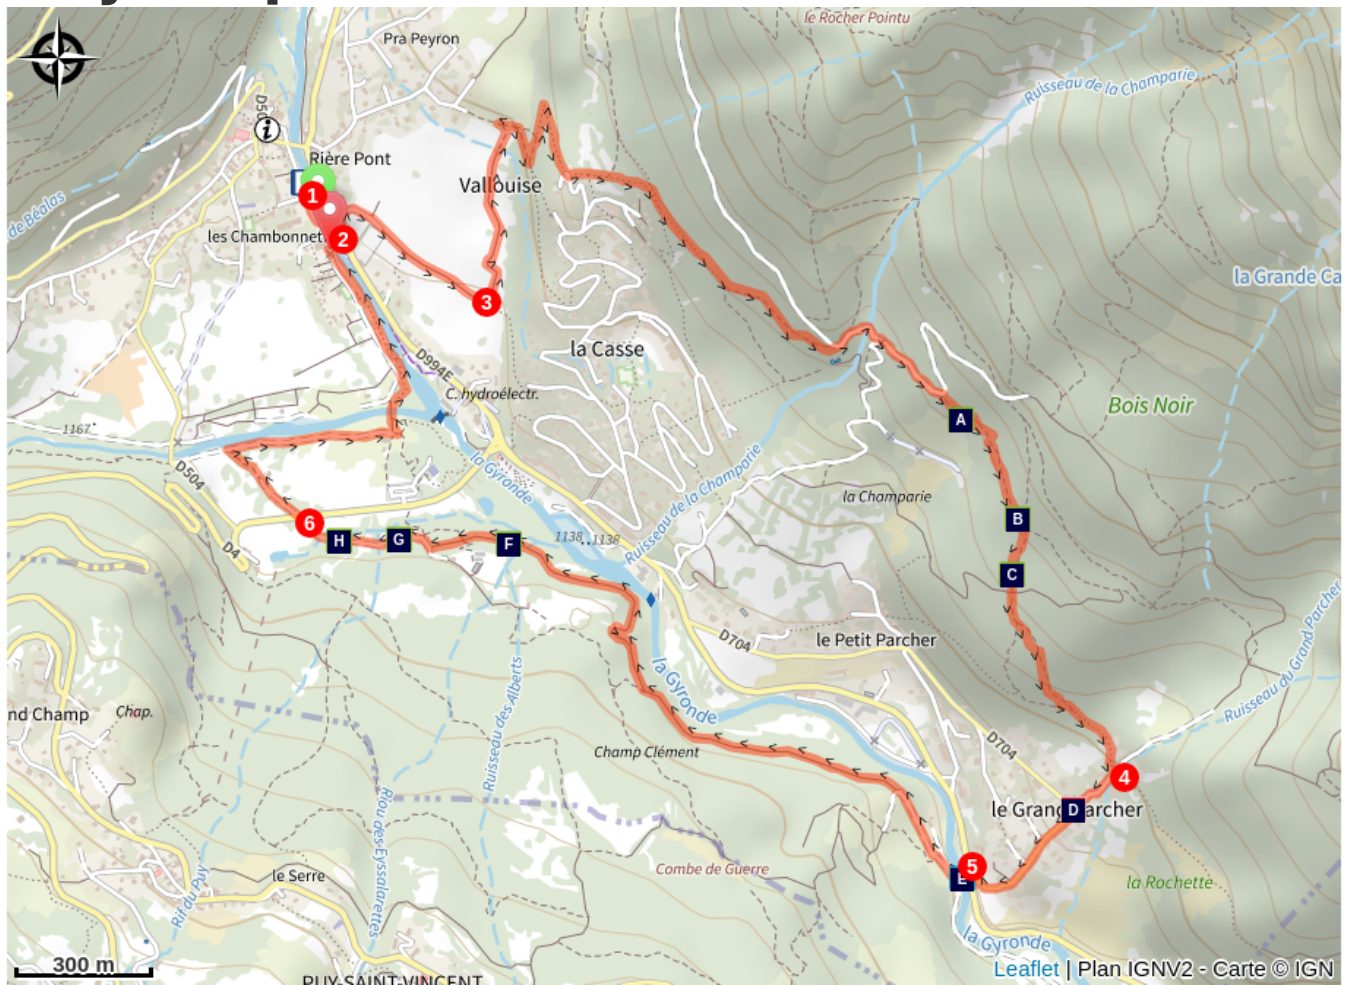 le Rocher Pointu
Pra Peyron
Ruisseau de la Champarie
D50
i
Rière Pont
1
Vallouise
de Béalas
les Chambonnet
2
la Grande Ca
3
la Casse
D994E
C. hydroélectr.
Bois Noir
A
1167
la Gyronde
D504
Ruisseau de la Champarie
la Champarie
6
H
G
F
1138
1138
B
D4
C
Ruisseau du Grand Parcher
D704
le Petit Parcher
la Gyronde
Ruisseau des Alberts
nd Champ
Chap.
Champ Clément
D704
4
le Grand Parcher
D
Riou des Eyssalarettes
Combe de Guerre
5
E
la Rochette
le Serre
Rif du Puy
la Gyronde
300 m
PUY-SAINT-VINCENT
Leaflet | Plan IGNV2 - Carte © IGN